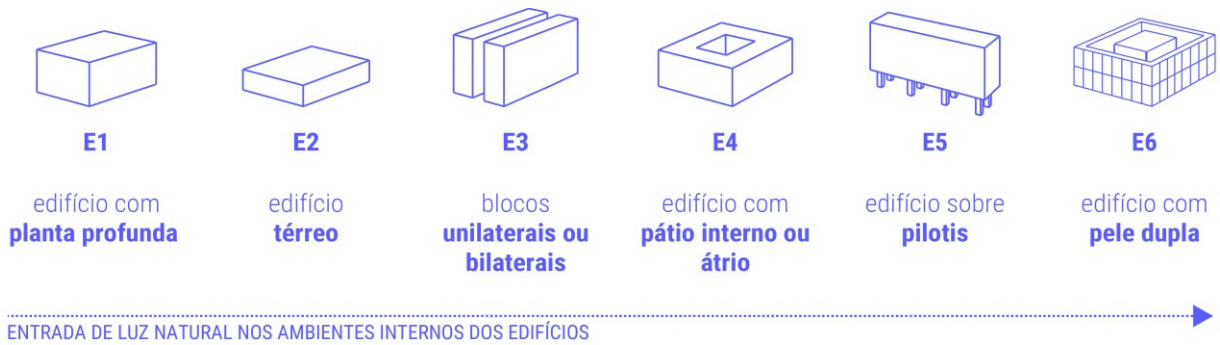 E1
edifício com
planta profunda
E2
edifício
térreo
E3
blocos
unilaterais ou
bilaterais
E4
edifício com
pátio interno ou
átrio
E5
edifício sobre
pilotis
E6
edifício com
pele dupla
ENTRADA DE LUZ NATURAL NOS AMBIENTES INTERNOS DOS EDIFÍCIOS